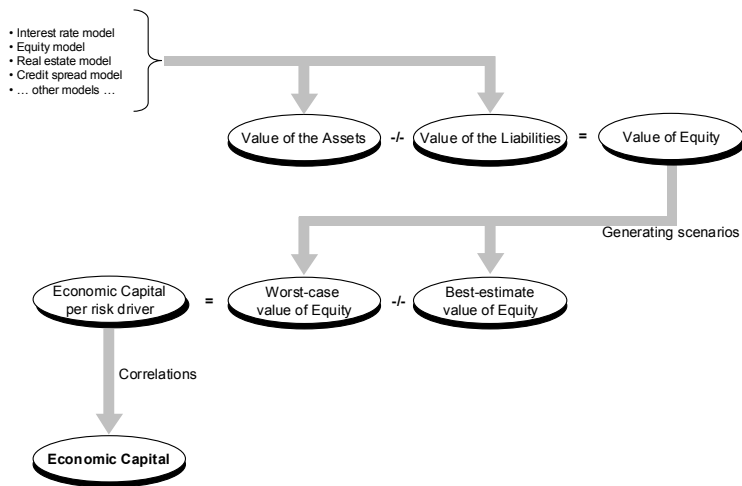 • Interest rate model
• Equity model
• Real estate model
• Credit spread model
• … other models …
Value of the Assets -/- Value of the Liabilities = Value of Equity
Generating scenarios
Economic Capital
per risk driver
=
Worst-case
value of Equity
-/-
Best-estimate
value of Equity
Correlations
Economic Capital